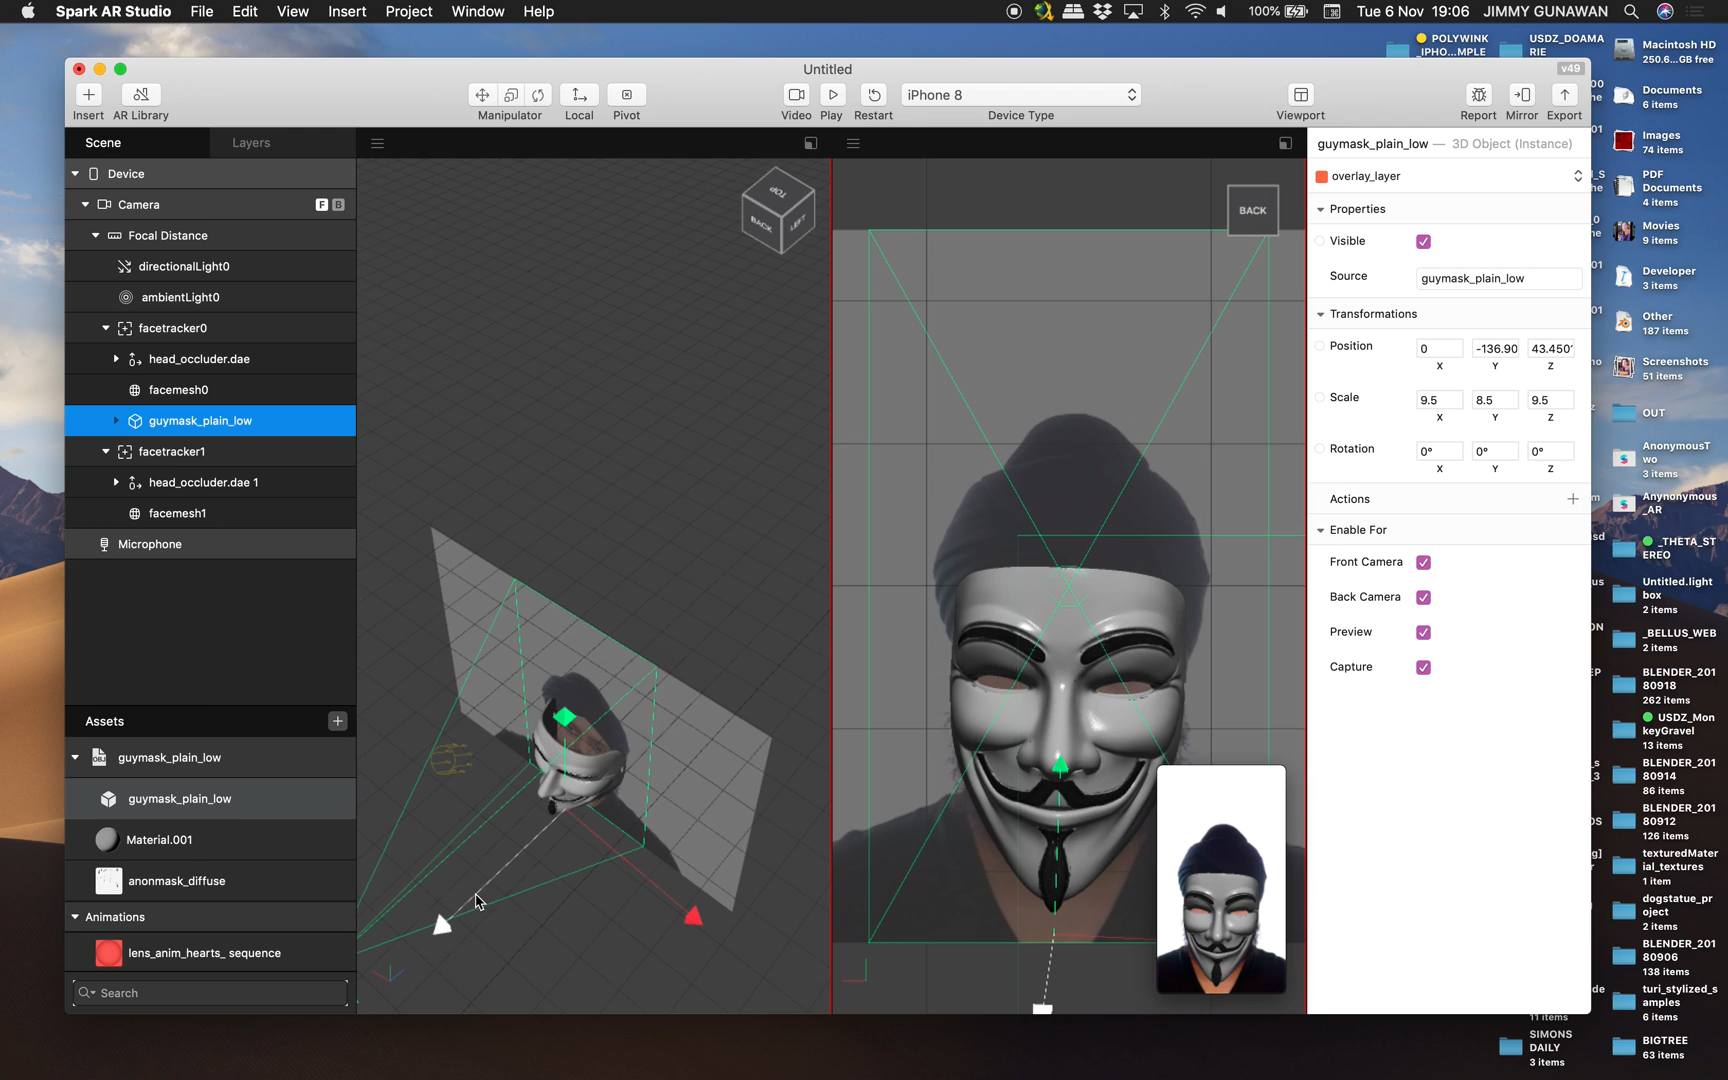 Spark AR Studio File Edit View Insert Project Window Help
100% Tue 6 Nov 19:06 JIMMY GUNAWAN
Untitled
v49
Insert AR Library
Manipulator Local Pivot
Video Play Restart
iPhone 8
Device Type
Viewport
Report Mirror Export
Scene Layers
Device
Camera F B
Focal Distance
directionalLight0
ambientLight0
facetracker0
head_occluder.dae
facemesh0
guymask_plain_low
facetracker1
head_occluder.dae 1
facemesh1
Microphone
Assets
guymask_plain_low
OBJ
guymask_plain_low
Material.001
anonmask_diffuse
Animations
lens_anim_hearts_ sequence
Search
TOP
BACK
LEFT
BACK
guymask_plain_low — 3D Object (Instance)
overlay_layer
Properties
Visible
Source guymask_plain_low
Transformations
Position 0 -136.90 43.450
X Y Z
Scale 9.5 8.5 9.5
X Y Z
Rotation 0° 0° 0°
X Y Z
Actions
Enable For
Front Camera
Back Camera
Preview
Capture
POLYWINK
_IPHO...MPLE
USDZ_DOAMA
RIE
Macintosh HD
250.6...GB free
Documents
6 items
Images
74 items
PDF
Documents
4 items
Movies
9 items
Developer
3 items
Other
187 items
Screenshots
51 items
OUT
AnonymousT
wo
3 items
Anynonymous
_AR
_THETA_ST
EREO
Untitled.light
box
2 items
_BELLUS_WEB
2 items
BLENDER_201
80918
262 items
USDZ_Mon
keyGravel
13 items
BLENDER_201
80914
86 items
BLENDER_201
80912
126 items
texturedMater
ial_textures
1 item
dogstatue_pr
oject
2 items
BLENDER_201
80906
138 items
turi_stylized_s
amples
6 items
BIGTREE
63 items
11 items
SIMONS
DAILY
3 items